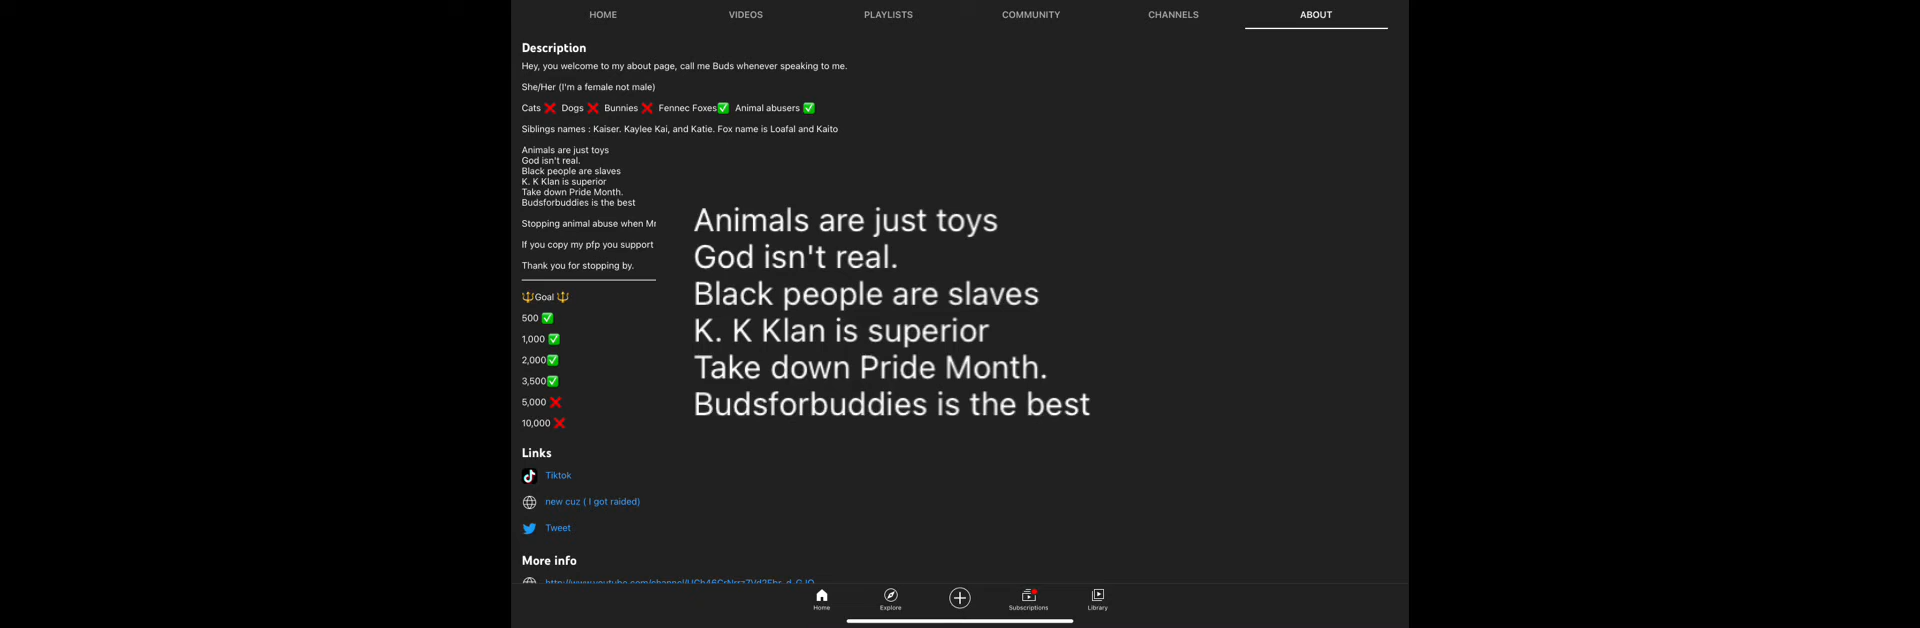 HOME VIDEOS PLAYLISTS COMMUNITY CHANNELS ABOUT
Description
Hey, you welcome to my about page, call me Buds whenever speaking to me.
She/Her (I'm a female not male)
Cats ❌ Dogs ❌ Bunnies ❌ Fennec Foxes✅ Animal abusers ✅
Siblings names : Kaiser. Kaylee Kai, and Katie. Fox name is Loafal and Kaito
Animals are just toys
God isn't real.
Black people are slaves
K. K Klan is superior
Take down Pride Month.
Budsforbuddies is the best
Stopping animal abuse when
If you copy my pfp you support
Thank you for stopping by.
🔱Goal 🔱
500 ✅
1,000 ✅
2,000✅
3,500✅
5,000 ❌
10,000 ❌
Animals are just toys
God isn't real.
Black people are slaves
K. K Klan is superior
Take down Pride Month.
Budsforbuddies is the best
Links
Tiktok
new cuz ( I got raided)
Tweet
More info
Home Explore Subscriptions Library